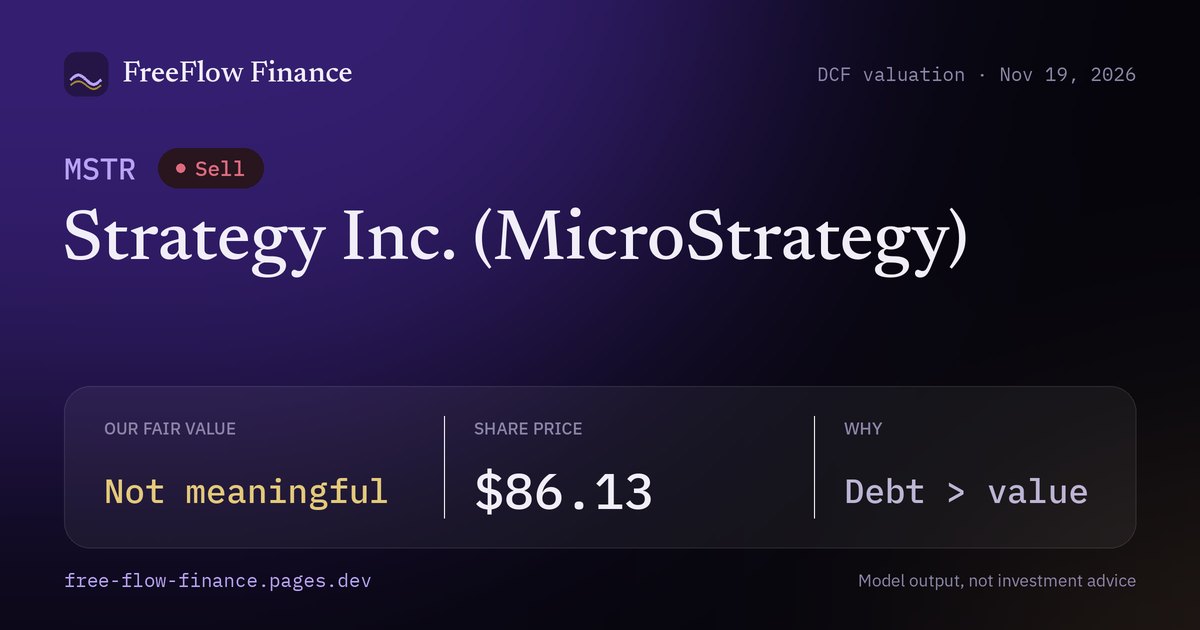 FreeFlow Finance
DCF valuation · Nov 19, 2026
MSTR
Sell
Strategy Inc. (MicroStrategy)
OUR FAIR VALUE
Not meaningful
SHARE PRICE
$86.13
WHY
Debt > value
free-flow-finance.pages.dev
Model output, not investment advice